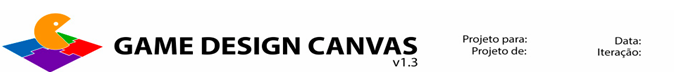 GAME DESIGN CANVAS
v1.3
Projeto para:
Projeto de:
Data:
Iteração: